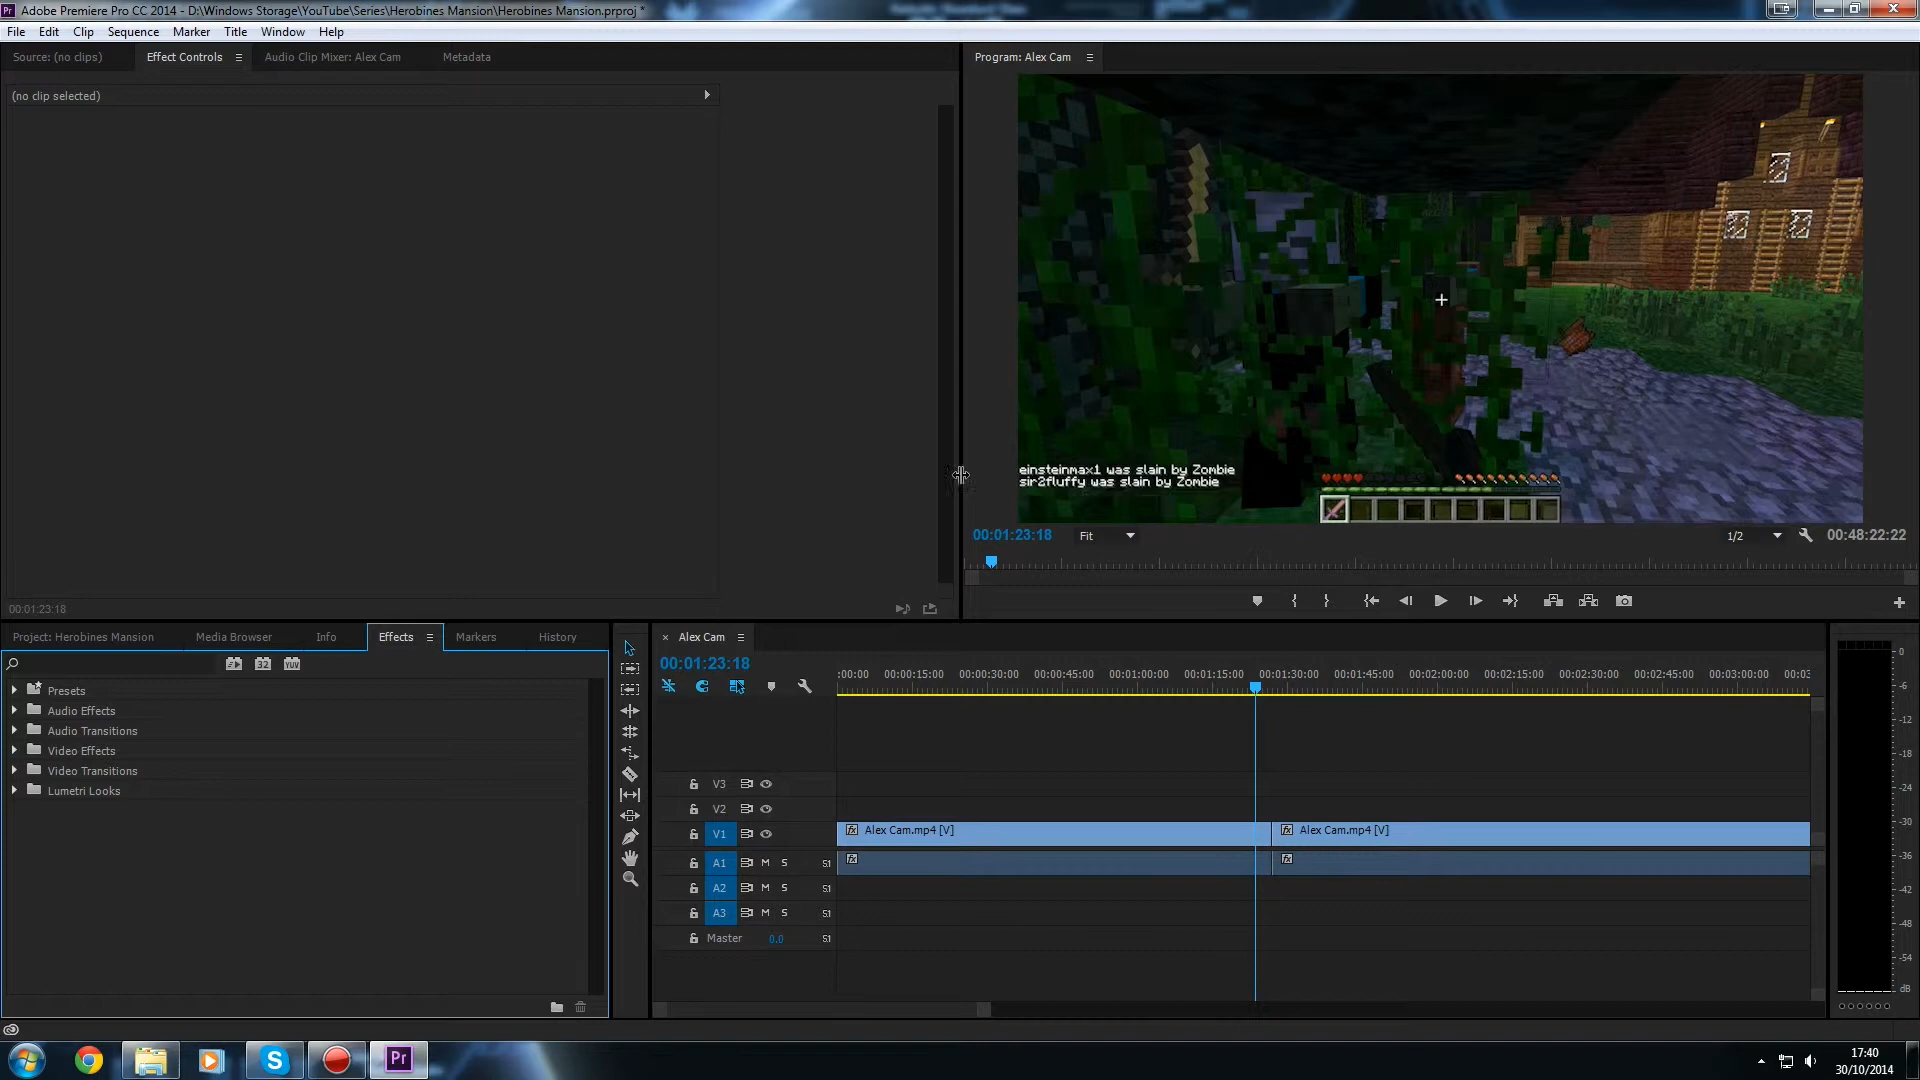 Pr Adobe Premiere Pro CC 2014 - D:\Windows Storage\YouTube\Series\Herobines Mansion\Herobines Mansion.prproj *
File Edit Clip Sequence Marker Title Window Help
Source: (no clips) Effect Controls Audio Clip Mixer: Alex Cam Metadata
Program: Alex Cam
(no clip selected)
einsteinmax1 was slain by Zombie
sir2fluffy was slain by Zombie
00:01:23:18 Fit 1/2 00:48:22:22
00:01:23:18
Project: Herobines Mansion Media Browser Info Effects Markers History
32 YUV
Presets
Audio Effects
Audio Transitions
Video Effects
Video Transitions
Lumetri Looks
× Alex Cam
00:01:23:18
:00:00 00:00:15:00 00:00:30:00 00:00:45:00 00:01:00:00 00:01:15:00 00:01:30:00 00:01:45:00 00:02:00:00 00:02:15:00 00:02:30:00 00:02:45:00 00:03:00:00 00:03
V3
V2
V1 fx Alex Cam.mp4 [V] fx Alex Cam.mp4 [V]
A1 M S S1 fx fx
A2 M S S1
A3 M S S1
Master 0.0 S1
0
-6
-12
-18
-24
-30
-36
-42
-48
-54
dB
S Pr
17:40
30/10/2014